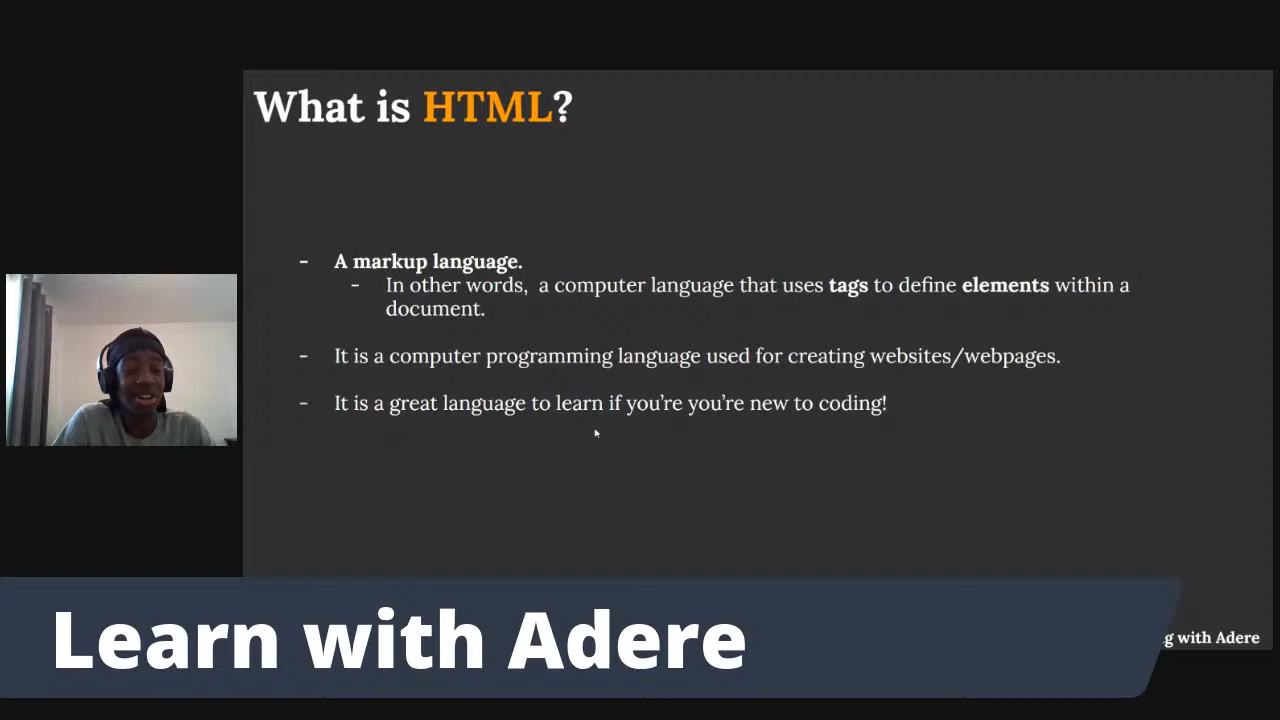 What is HTML?
- A markup language.
- In other words, a computer language that uses tags to define elements within a
document.
- It is a computer programming language used for creating websites/webpages.
- It is a great language to learn if you’re you’re new to coding!
Learn with Adere
with Adere